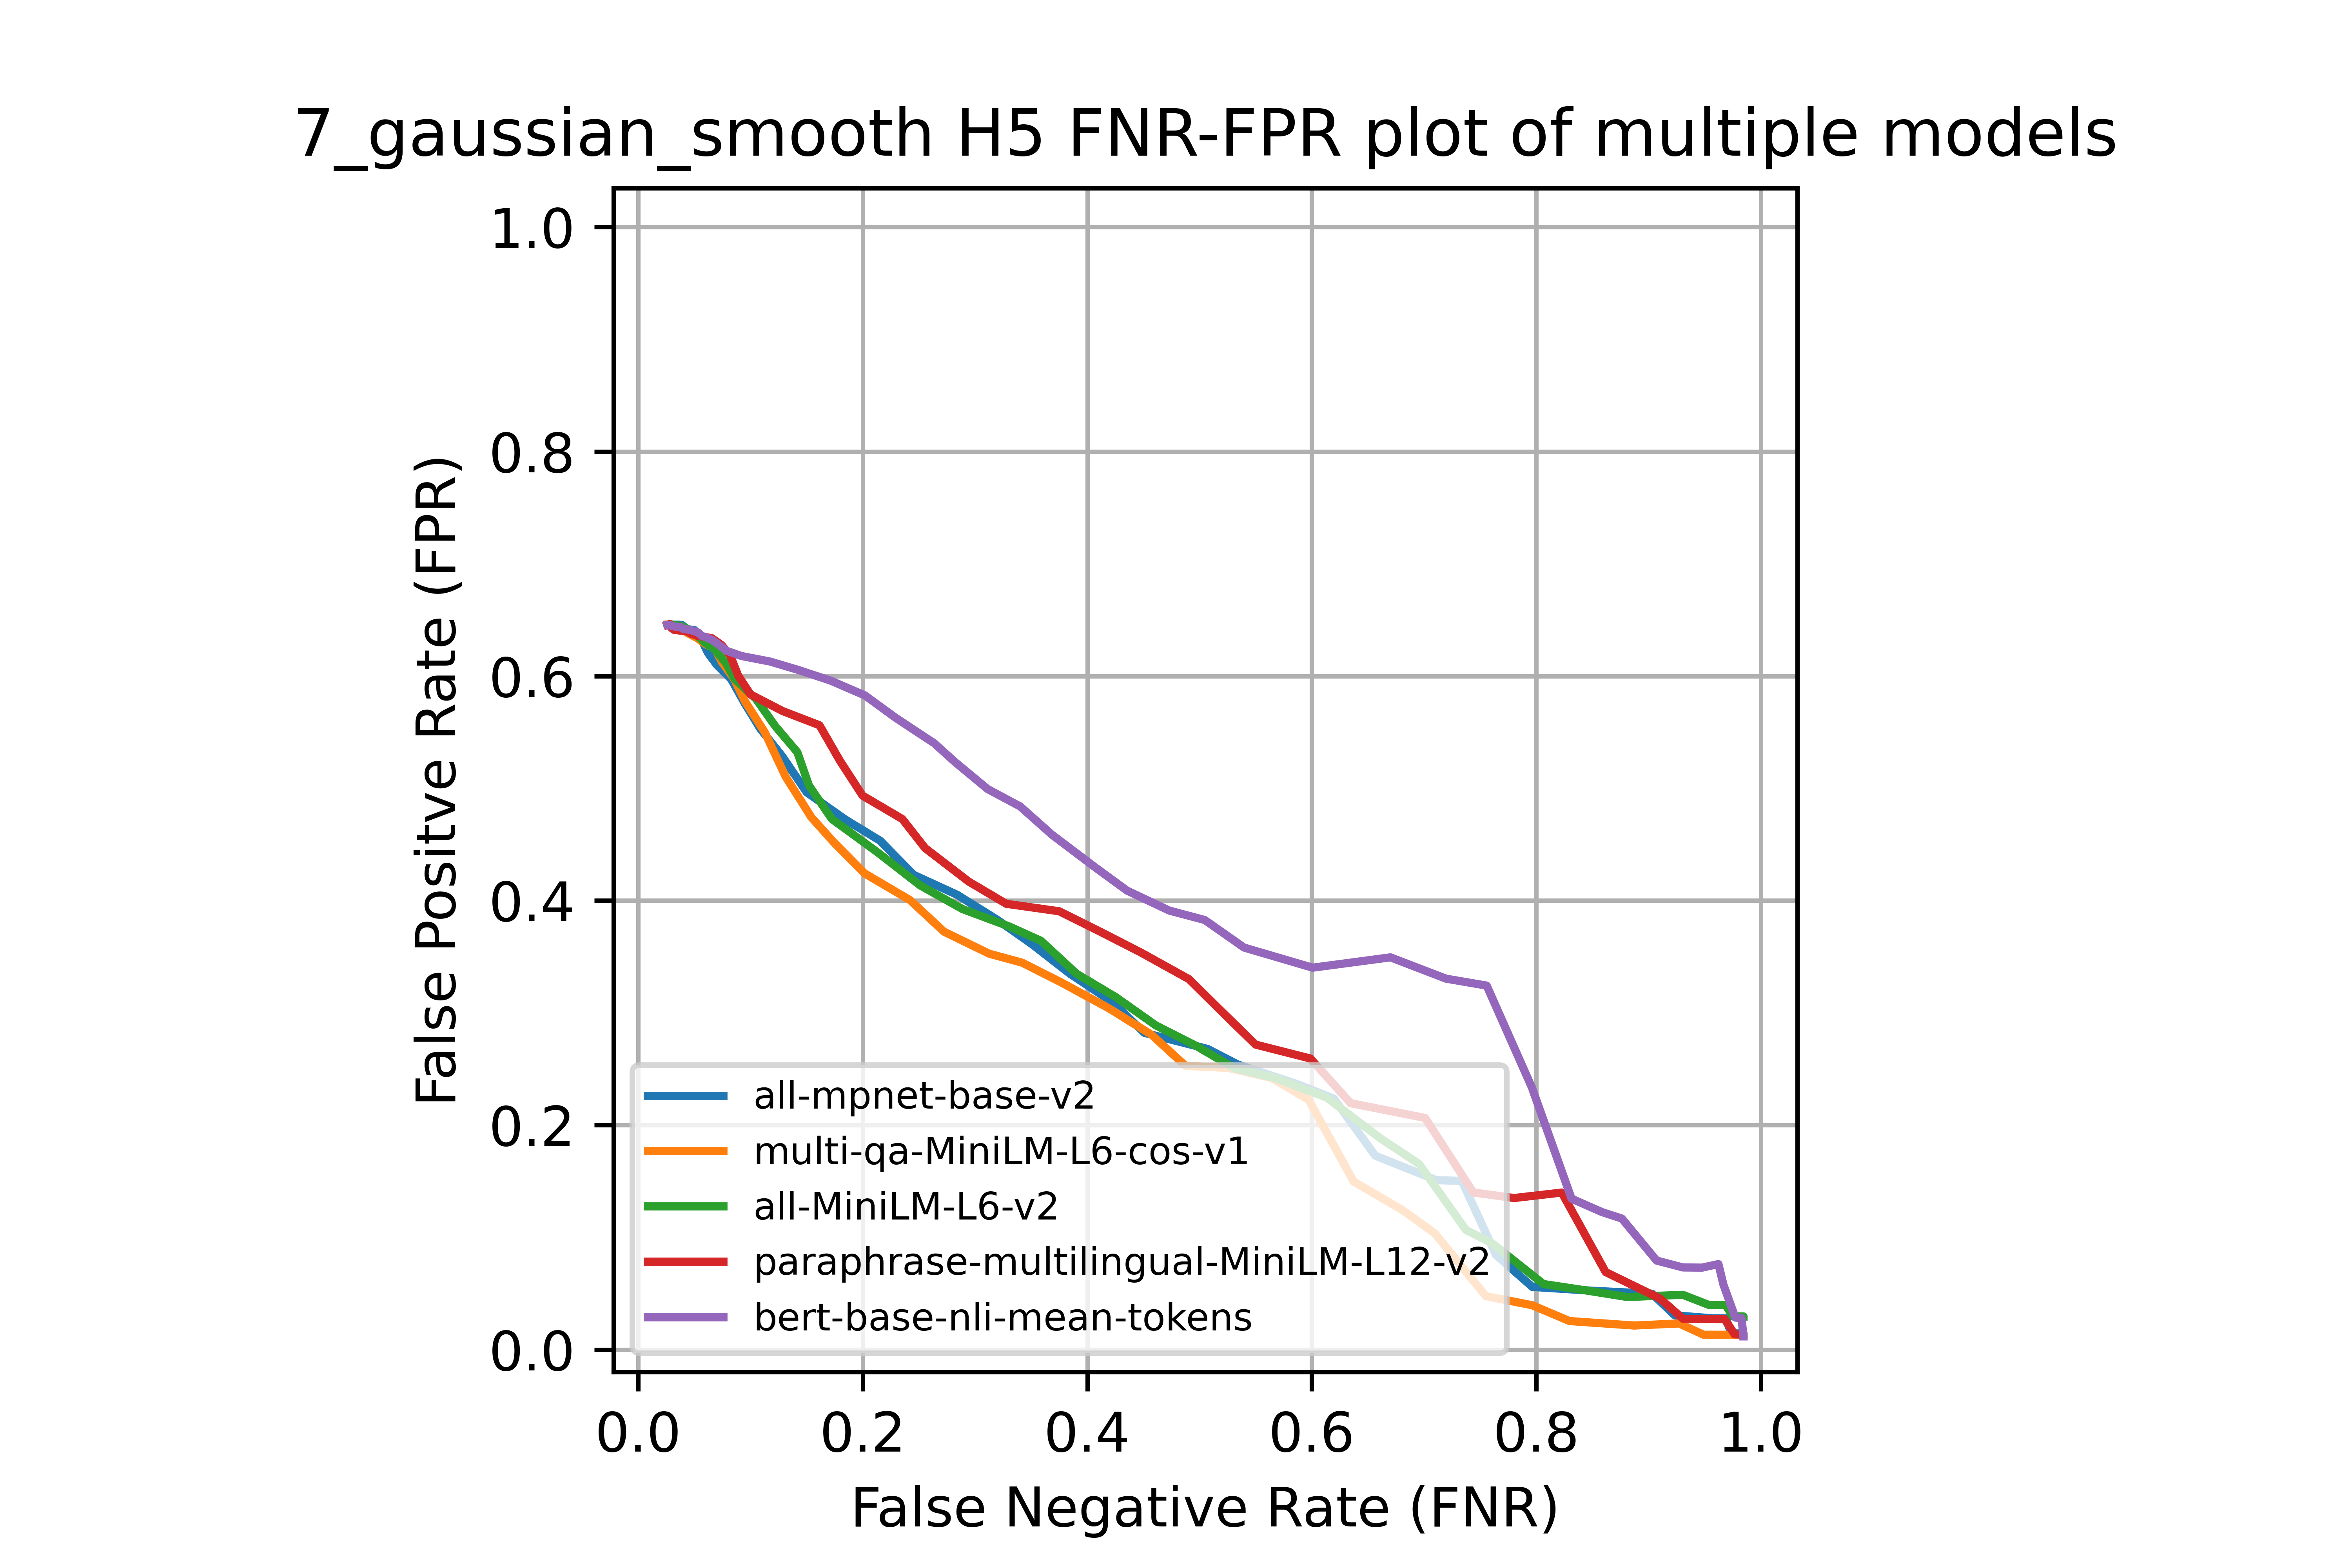 7_gaussian_smooth H5 FNR-FPR plot of multiple models
False Positve Rate (FPR)
1.0
0.8
0.6
0.4
0.2
0.0
all-mpnet-base-v2
multi-qa-MiniLM-L6-cos-v1
all-MiniLM-L6-v2
paraphrase-multilingual-MiniLM-L12-v2
bert-base-nli-mean-tokens
0.0 0.2 0.4 0.6 0.8 1.0
False Negative Rate (FNR)